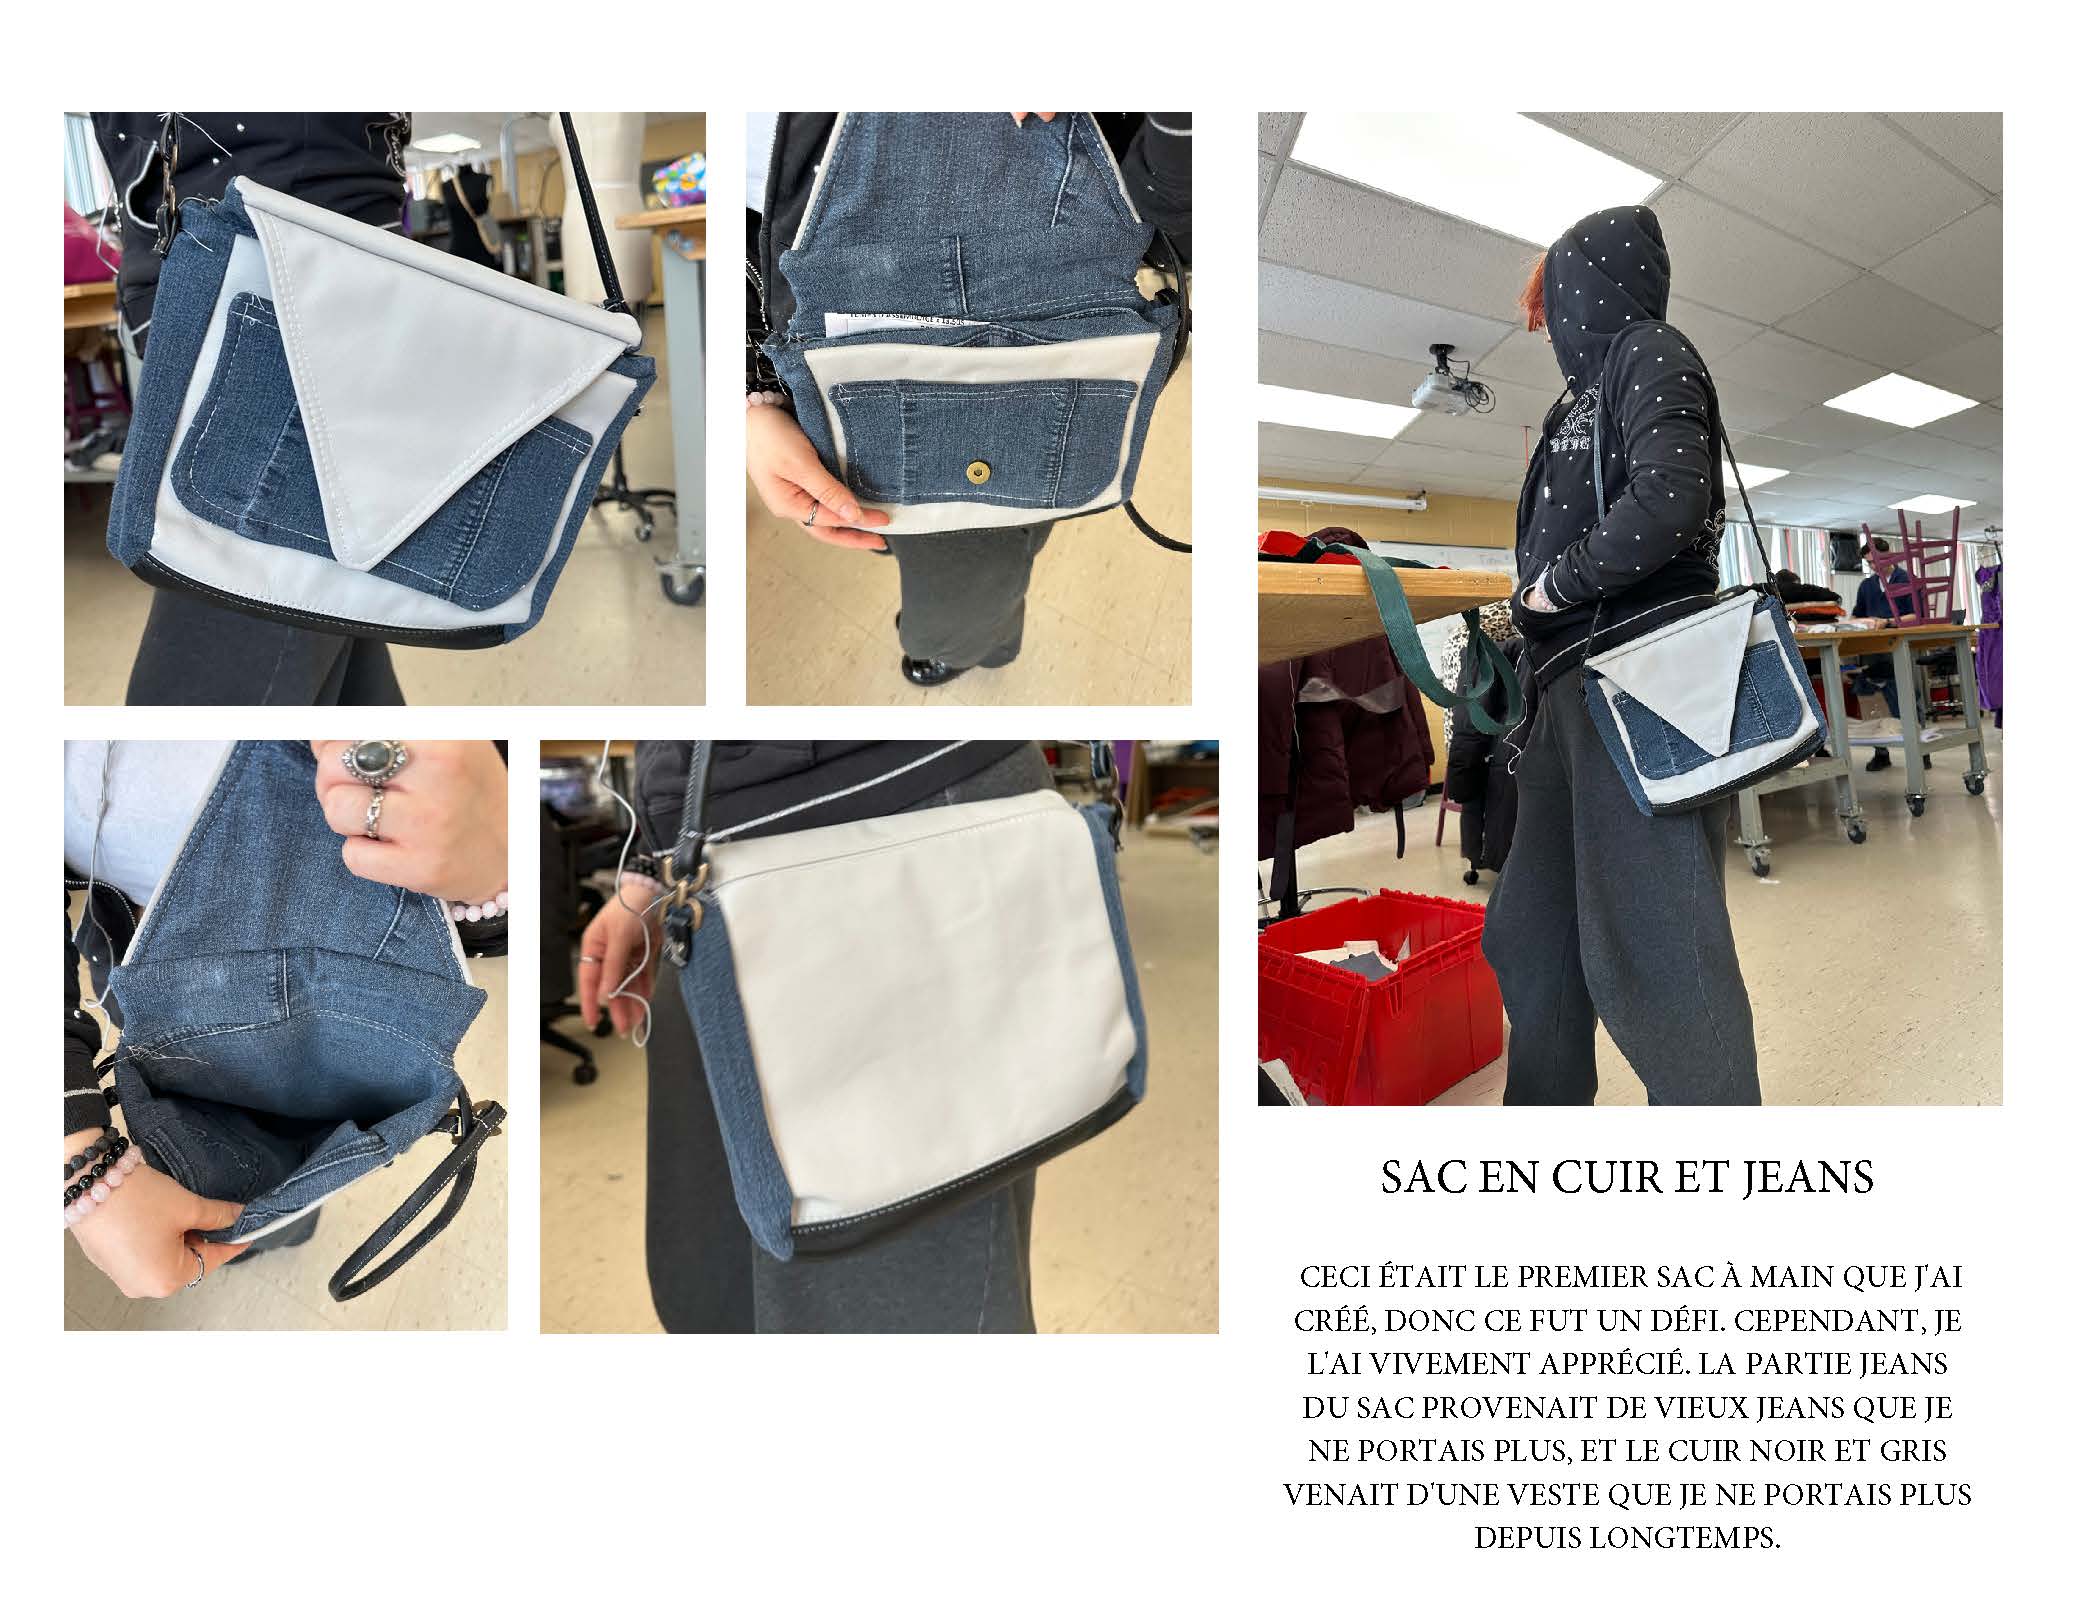 SAC EN CUIR ET JEANS
CECI ÉTAIT LE PREMIER SAC À MAIN QUE J'AI
CRÉÉ, DONC CE FUT UN DÉFI. CEPENDANT, JE
L'AI VIVEMENT APPRÉCIÉ. LA PARTIE JEANS
DU SAC PROVENAIT DE VIEUX JEANS QUE JE
NE PORTAIS PLUS, ET LE CUIR NOIR ET GRIS
VENAIT D'UNE VESTE QUE JE NE PORTAIS PLUS
DEPUIS LONGTEMPS.